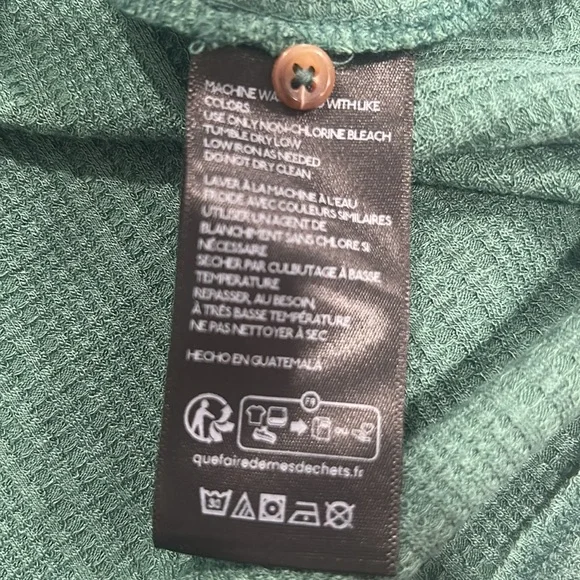 MACHINE WA WITH LIKE
COLORS
USE ONLY NON-CHLORINE BLEACH
TUMBLE DRY LOW
LOW IRON AS NEEDED
DO NOT DRY CLEAN
LAVER À LA MACHINE À L'EAU
FROIDE AVEC COULEURS SIMILAIRES
UTILISER UN AGENT DE
BLANCHIMENT SANS CHLORE SI
NÉCESSAIRE
SÉCHER PAR CULBUTAGE À BASSE
TEMPERATURE
REPASSER, AU BESOIN,
À TRÈS BASSE TEMPÉRATURE
NE PAS NETTOYER À SEC
HECHO EN GUATEMALA
FR
quefairedemesdechets.fr
30